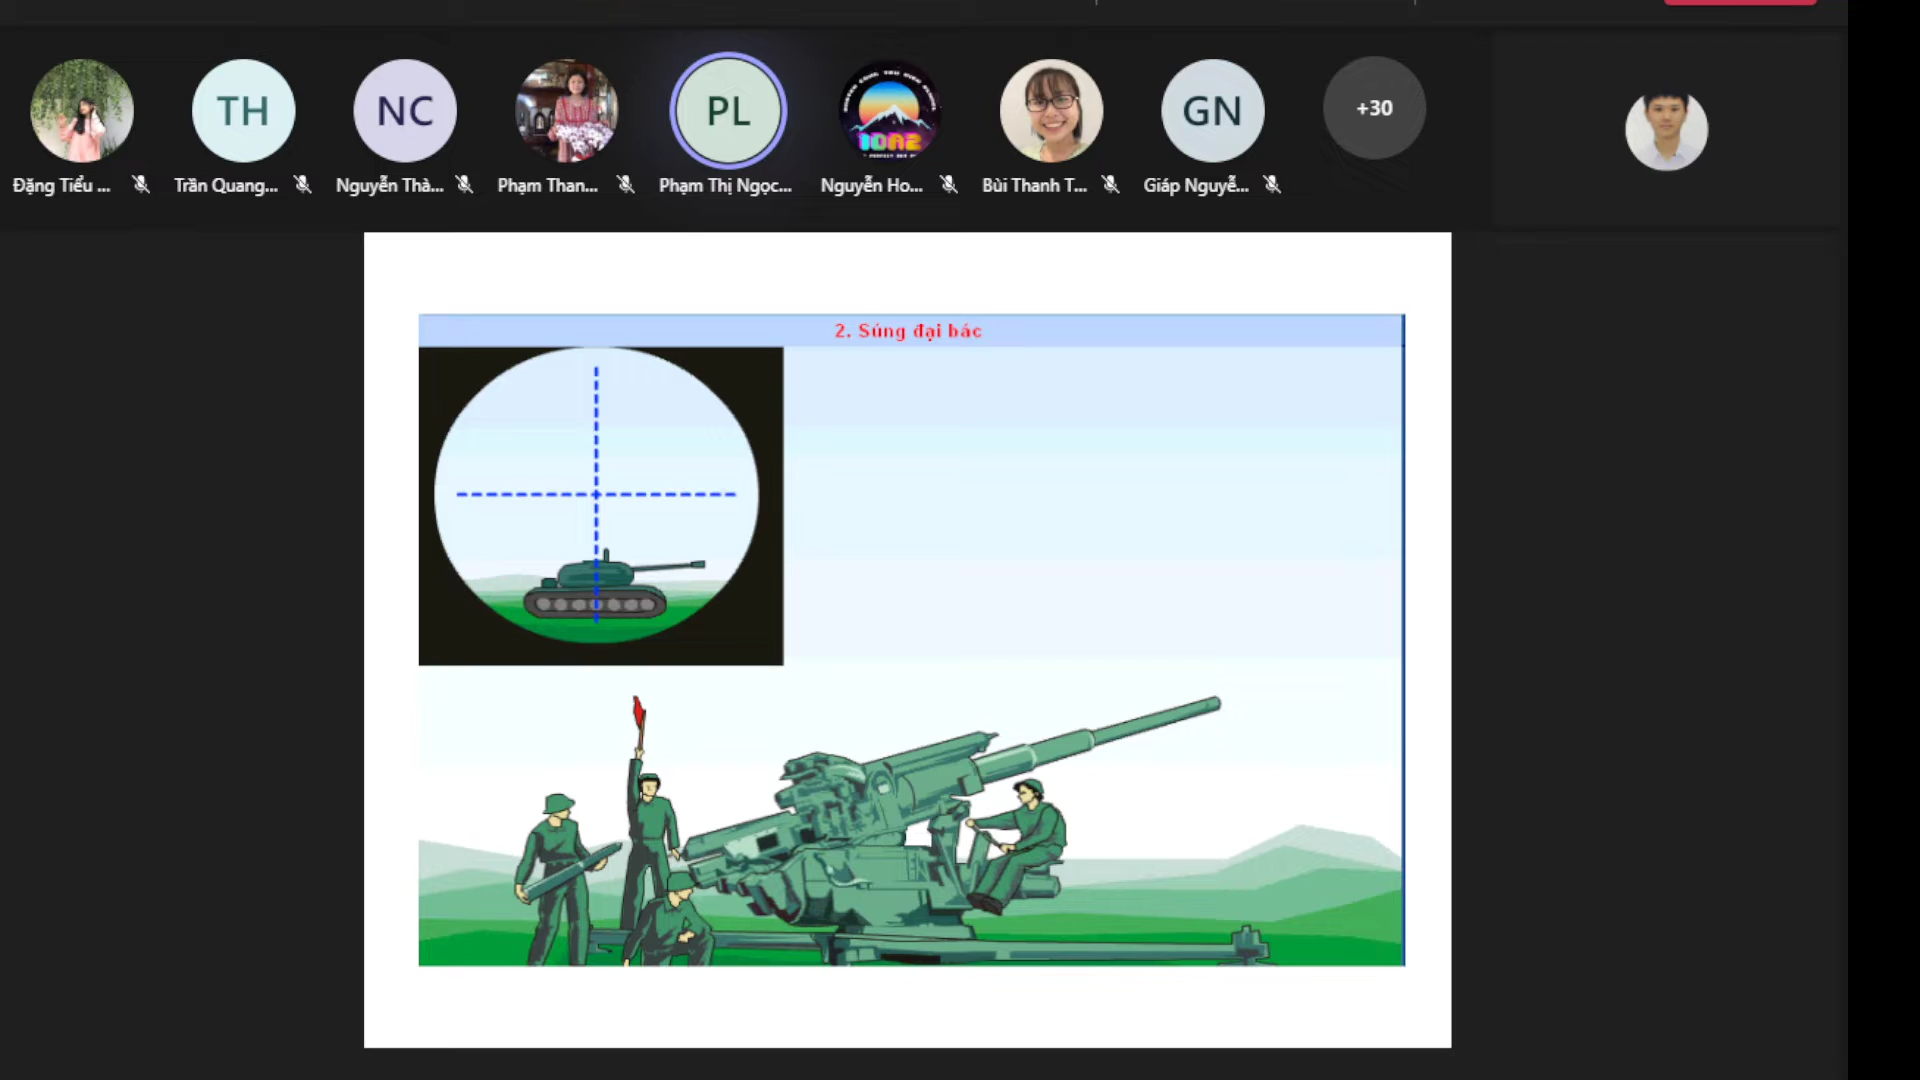 TH
NC
PL
10A2
GN
+30
Đặng Tiểu ...
Trần Quang...
Nguyễn Thà...
Phạm Than...
Phạm Thị Ngọc...
Nguyễn Ho...
Bùi Thanh T...
Giáp Nguyễ...
2. Súng đại bác